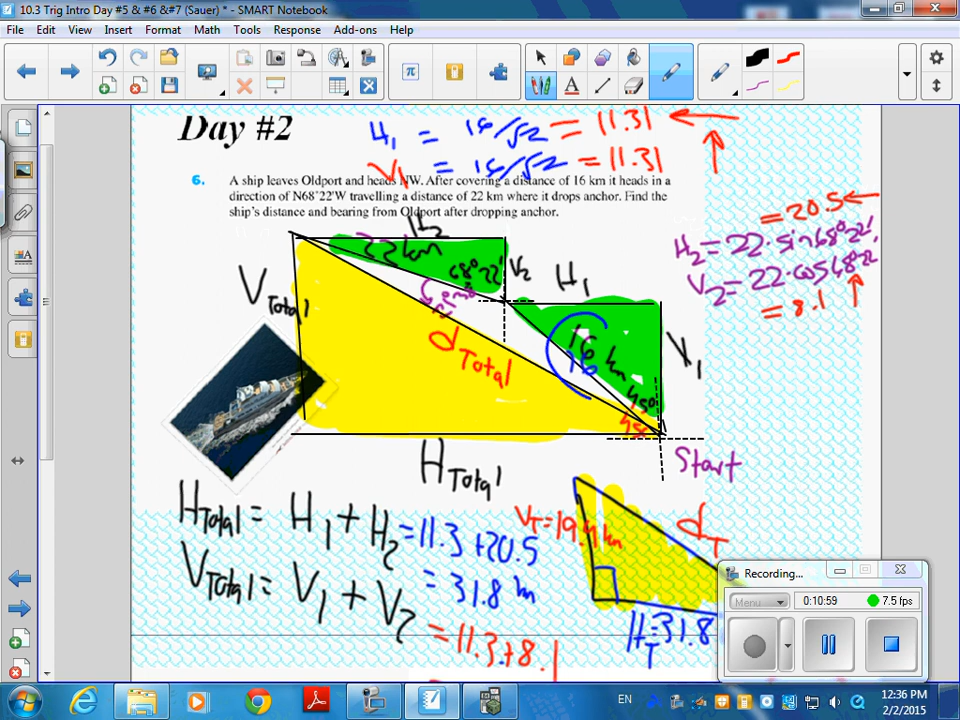 10.3 Trig Intro Day #5 & #6 &#7 (Sauer) * - SMART Notebook
File Edit View Insert Format Math Tools Response Add-ons Help
Day #2
H1 = 16/√2 = 11.31 ←
V1 = 16/√2 = 11.31 ↑
6. A ship leaves Oldport and heads NW. After covering a distance of 16 km it heads in a
direction of N68°22'W travelling a distance of 22 km where it drops anchor. Find the
ship's distance and bearing from Oldport after dropping anchor.
= 20.5 ←
H2 = 22·sin68°22'
V2 = 22·cos68°22'
= 8.1 ↑
H2
22 km
68°22'
V2
H1
VTotal
dTotal
16 km
45°
V1
HTotal
Start
HTotal = H1 + H2 = 11.3 + 20.5
= 31.8 km
VTotal = V1 + V2
= 11.3 + 8.1
VT = 19.4 km
dT
HT = 31.8
Recording...
Menu
0:10:59
7.5 fps
EN
12:36 PM
2/2/2015